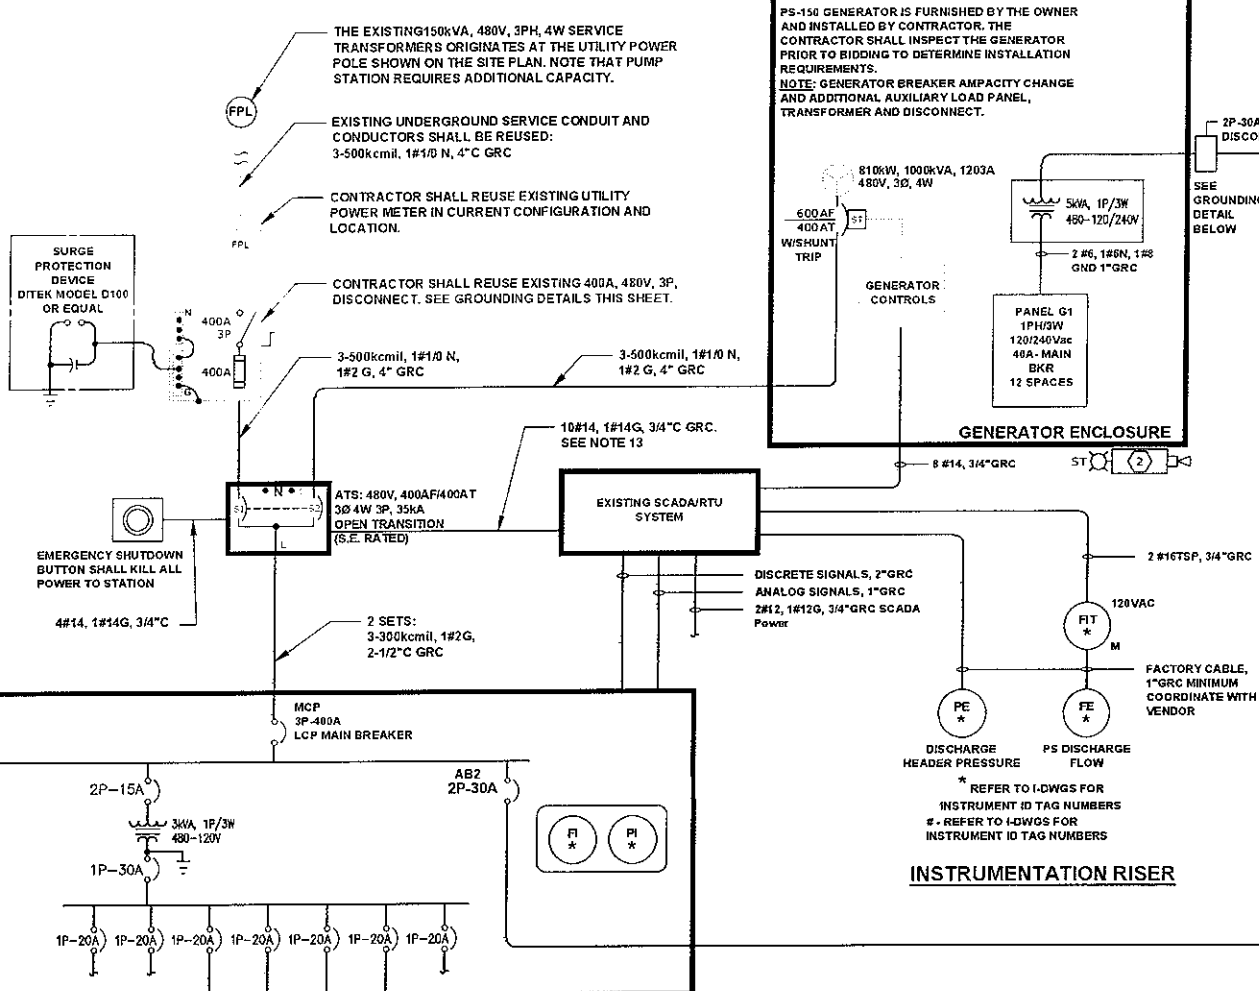 THE EXISTING150kVA, 480V, 3PH, 4W SERVICE
TRANSFORMERS ORIGINATES AT THE UTILITY POWER
POLE SHOWN ON THE SITE PLAN. NOTE THAT PUMP
STATION REQUIRES ADDITIONAL CAPACITY.
FPL
EXISTING UNDERGROUND SERVICE CONDUIT AND
CONDUCTORS SHALL BE REUSED:
3-500kcmil, 1#1/0 N, 4"C GRC
CONTRACTOR SHALL REUSE EXISTING UTILITY
POWER METER IN CURRENT CONFIGURATION AND
LOCATION.
FPL
CONTRACTOR SHALL REUSE EXISTING 400A, 480V, 3P,
DISCONNECT. SEE GROUNDING DETAILS THIS SHEET.
SURGE
PROTECTION
DEVICE
DITEK MODEL D100
OR EQUAL
N
400A
3P
400A
G
3-500kcmil, 1#1/0 N,
1#2 G, 4" GRC
3-500kcmil, 1#1/0 N,
1#2 G, 4" GRC
PS-150 GENERATOR IS FURNISHED BY THE OWNER
AND INSTALLED BY CONTRACTOR. THE
CONTRACTOR SHALL INSPECT THE GENERATOR
PRIOR TO BIDDING TO DETERMINE INSTALLATION
REQUIREMENTS.
NOTE: GENERATOR BREAKER AMPACITY CHANGE
AND ADDITIONAL AUXILIARY LOAD PANEL,
TRANSFORMER AND DISCONNECT.
810kW, 1000kVA, 1203A
480V, 3Ø, 4W
600AF
400AT
W/SHUNT
TRIP
ST
GENERATOR
CONTROLS
5kVA, 1P/3W
480-120/240V
2 #6, 1#6N, 1#8
GND 1"GRC
PANEL G1
1PH/3W
120/240Vac
40A- MAIN
BKR
12 SPACES
GENERATOR ENCLOSURE
2P-30A
SEE
DETAIL
BELOW
ST
2
8 #14, 3/4"GRC
10#14, 1#14G, 3/4"C GRC.
SEE NOTE 13
EXISTING SCADA/RTU
SYSTEM
N
S1
S2
L
ATS: 480V, 400AF/400AT
3Ø 4W 3P, 35kA
OPEN TRANSITION
(S.E. RATED)
EMERGENCY SHUTDOWN
BUTTON SHALL KILL ALL
POWER TO STATION
4#14, 1#14G, 3/4"C
2 SETS:
3-300kcmil, 1#2G,
2-1/2"C GRC
DISCRETE SIGNALS, 2"GRC
ANALOG SIGNALS, 1"GRC
2#12, 1#12G, 3/4"GRC SCADA
Power
2 #16TSP, 3/4"GRC
120VAC
FIT
*
M
FACTORY CABLE,
1"GRC MINIMUM
COORDINATE WITH
VENDOR
PE
*
FE
*
DISCHARGE
HEADER PRESSURE
PS DISCHARGE
FLOW
* REFER TO I-DWGS FOR
INSTRUMENT ID TAG NUMBERS
# - REFER TO I-DWGS FOR
INSTRUMENT ID TAG NUMBERS
INSTRUMENTATION RISER
MCP
3P-400A
LCP MAIN BREAKER
2P-15A
3kVA, 1P/3W
480-120V
1P-30A
AB2
2P-30A
FI
*
PI
*
1P-20A
1P-20A
1P-20A
1P-20A
1P-20A
1P-20A
1P-20A